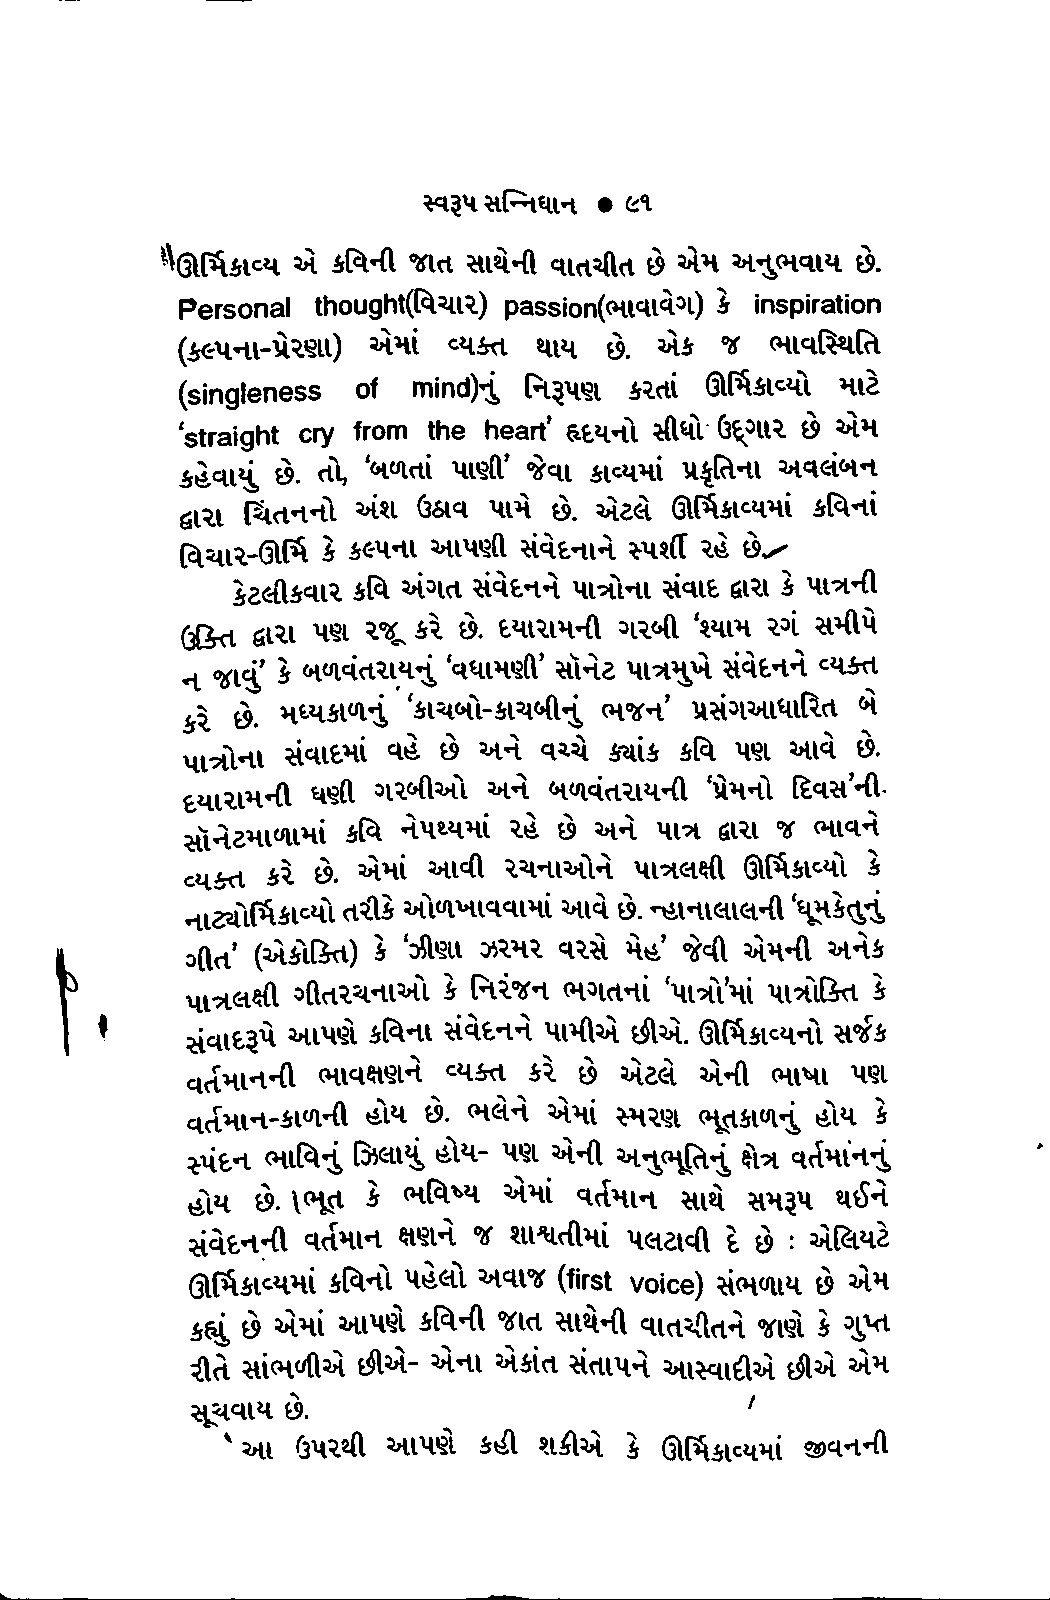 સ્વરૂપ સન્નિધાન ● ૯૧
ઊર્મિકાવ્ય એ કવિની જાત સાથેની વાતચીત છે એમ અનુભવાય છે.
Personal thought(વિચાર) passion(ભાવાવેગ) કે inspiration
(કલ્પના-પ્રેરણા) એમાં વ્યક્ત થાય છે. એક જ ભાવસ્થિતિ
(singleness of mind)નું નિરૂપણ કરતાં ઊર્મિકાવ્યો માટે
‘straight cry from the heart’ હૃદયનો સીધો ઉદ્ગાર છે એમ
કહેવાયું છે. તો, ‘બળતાં પાણી’ જેવા કાવ્યમાં પ્રકૃતિના અવલંબન
દ્વારા ચિંતનનો અંશ ઉઠાવ પામે છે. એટલે ઊર્મિકાવ્યમાં કવિનાં
વિચાર-ઊર્મિ કે કલ્પના આપણી સંવેદનાને સ્પર્શી રહે છે.
કેટલીકવાર કવિ અંગત સંવેદનને પાત્રોના સંવાદ દ્વારા કે પાત્રની
ઉક્તિ દ્વારા પણ રજૂ કરે છે. દયારામની ગરબી ‘શ્યામ રગં સમીપે
ન જાવું’ કે બળવંતરાયનું ‘વધામણી’ સૉનેટ પાત્રમુખે સંવેદનને વ્યક્ત
કરે છે. મધ્યકાળનું ‘કાચબો-કાચબીનું ભજન’ પ્રસંગઆધારિત બે
પાત્રોના સંવાદમાં વહે છે અને વચ્ચે ક્યાંક કવિ પણ આવે છે.
દયારામની ઘણી ગરબીઓ અને બળવંતરાયની ‘પ્રેમનો દિવસ’ની
સૉનેટમાળામાં કવિ નેપથ્યમાં રહે છે અને પાત્ર દ્વારા જ ભાવને
વ્યક્ત કરે છે. એમાં આવી રચનાઓને પાત્રલક્ષી ઊર્મિકાવ્યો કે
નાટ્યોર્મિકાવ્યો તરીકે ઓળખાવવામાં આવે છે. ન્હાનાલાલની ‘ધૂમકેતુનું
ગીત’ (એકોક્તિ) કે ‘ઝીણા ઝરમર વરસે મેહ’ જેવી એમની અનેક
પાત્રલક્ષી ગીતરચનાઓ કે નિરંજન ભગતનાં ‘પાત્રો’માં પાત્રોક્તિ કે
સંવાદરૂપે આપણે કવિના સંવેદનને પામીએ છીએ. ઊર્મિકાવ્યનો સર્જક
વર્તમાનની ભાવક્ષણને વ્યક્ત કરે છે એટલે એની ભાષા પણ
વર્તમાન-કાળની હોય છે. ભલેને એમાં સ્મરણ ભૂતકાળનું હોય કે
સ્પંદન ભાવિનું ઝિલાયું હોય- પણ એની અનુભૂતિનું ક્ષેત્ર વર્તમાંનનું
હોય છે. ભૂત કે ભવિષ્ય એમાં વર્તમાન સાથે સમરૂપ થઈને
સંવેદનની વર્તમાન ક્ષણને જ શાશ્વતીમાં પલટાવી દે છે : એલિયટે
ઊર્મિકાવ્યમાં કવિનો પહેલો અવાજ (first voice) સંભળાય છે એમ
કહ્યું છે એમાં આપણે કવિની જાત સાથેની વાતચીતને જાણે કે ગુપ્ત
રીતે સાંભળીએ છીએ- એના એકાંત સંતાપને આસ્વાદીએ છીએ એમ
સૂચવાય છે.
આ ઉપરથી આપણે કહી શકીએ કે ઊર્મિકાવ્યમાં જીવનની